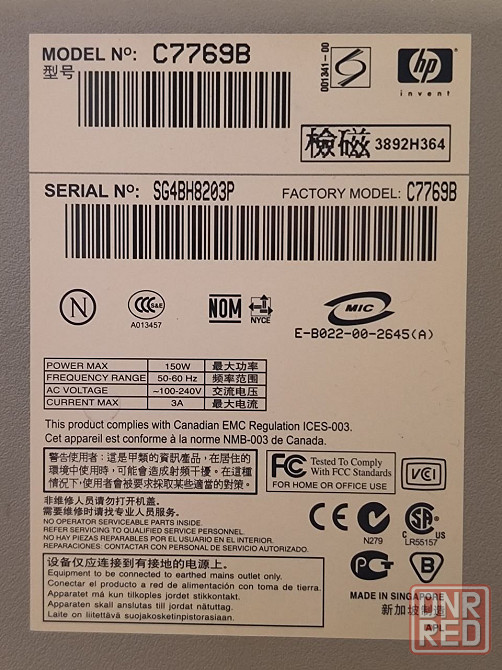 MODEL Nº: C7769B
型号
001341-00
hp
invent
檢磁 3892H364
SERIAL Nº: SG4BH8203P FACTORY MODEL: C7769B
N
CCC S&E
A013457
NOM
NYCE
MIC
E-B022-00-2645(A)
POWER MAX 150W 最大功率
FREQUENCY RANGE 50-60 Hz 频率范围
AC VOLTAGE ~100-240V 交流电压
CURRENT MAX 3A 最大电流
This product complies with Canadian EMC Regulation ICES-003.
Cet appareil est conforme à la norme NMB-003 de Canada.
警告使用者: 這是甲類的資訊產品, 在居住的
環境中使用時, 可能會造成射頻干擾。在這種
情況下, 使用者會被要求採取某些適當的對策。
FC Tested To Comply
With FCC Standards
FOR HOME OR OFFICE USE
VCI
非维修人员请勿打开机盖。
需要维修时请找专业服务人员。
NO OPERATOR SERVICEABLE PARTS INSIDE.
REFER SERVICING TO QUALIFIED SERVICE PERSONNEL.
NO HAY PIEZAS REPARABLES POR EL USUARIO EN EL INTERIOR.
REPARACIONES: CONTACTAR CON PERSONAL DE SERVICIO AUTORIZADO.
CE
N279
SA
C US
LR55157
设备仅应连接到有接地的电源上.
Equipment to be connected to earthed mains outlet only.
Conectar el producto a red de alimentación con toma de tierra.
Apparatet må kun tilkoples jordet stikkontakt.
Apparaten skall anslutas till jordat nätuttag.
Laite on liitettävä suojakosketinpistorasiaan.
РСТ
B
MADE IN SINGAPORE
新加坡制造
APL
ONR
RED